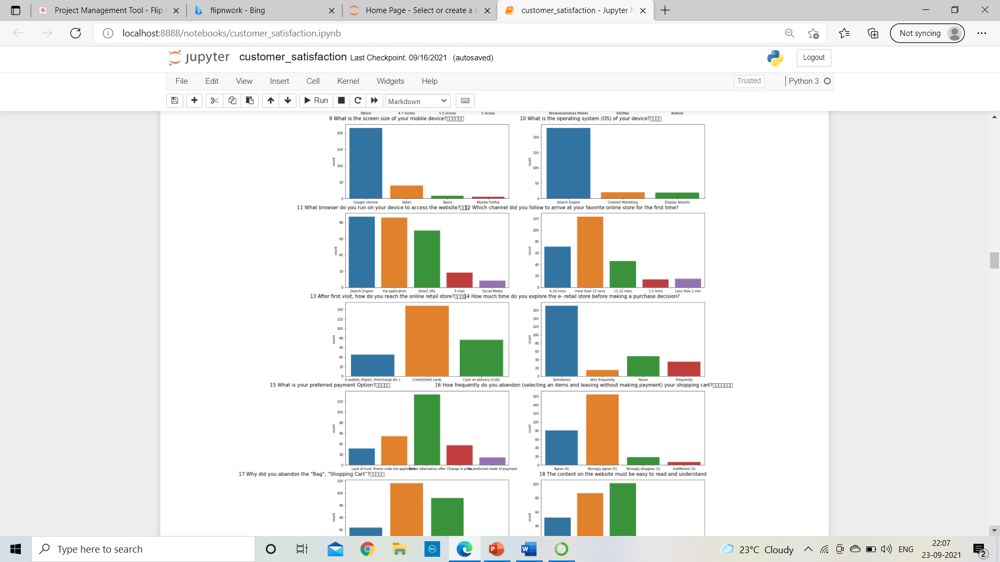 Project Management Tool - Flip
flipnwork - Bing
Home Page - Select or create a n
customer_satisfaction - Jupyter N
localhost:8888/notebooks/customer_satisfaction.ipynb
Not syncing
jupyter customer_satisfaction Last Checkpoint: 09/16/2021 (autosaved)
Logout
File Edit View Insert Cell Kernel Widgets Help
Trusted
Python 3
Run
Markdown
Others 4.7 inches 5.5 inches 5 inches
Window/windows Mobile IOS/Mac Android
9 What is the screen size of your mobile device?
10 What is the operating system (OS) of your device?
count
200
150
100
50
0
Google chrome Safari Opera Mozilla Firefox
count
200
150
100
50
0
Search Engine Content Marketing Display Adverts
11 What browser do you run on your device to access the website?
12 Which channel did you follow to arrive at your favorite online store for the first time?
count
80
60
40
20
0
Search Engine Via application Direct URL E-mail Social Media
count
120
100
80
60
40
20
0
6-10 mins more than 15 mins 11-15 mins 1-5 mins Less than 1 min
13 After first visit, how do you reach the online retail store?
14 How much time do you explore the e- retail store before making a purchase decision?
count
140
120
100
80
60
40
20
0
E-wallets (Paytm, Freecharge etc.) Credit/Debit cards Cash on delivery (CoD)
count
160
140
120
100
80
60
40
20
0
Sometimes Very frequently Never Frequently
15 What is your preferred payment Option?
16 How frequently do you abandon (selecting an items and leaving without making payment) your shopping cart?
count
120
100
80
60
40
20
0
Lack of trust Promo code not applicable alternative offer Change in preferred mode of payment
count
160
140
120
100
80
60
40
20
0
Agree (4) Strongly agree (5) Strongly disagree (1) Indifferent (3)
17 Why did you abandon the “Bag”, “Shopping Cart”?
18 The content on the website must be easy to read and understand
count
120
100
80
60
40
count
100
80
60
40
Type here to search
23°C Cloudy
ENG
22:07
23-09-2021
2